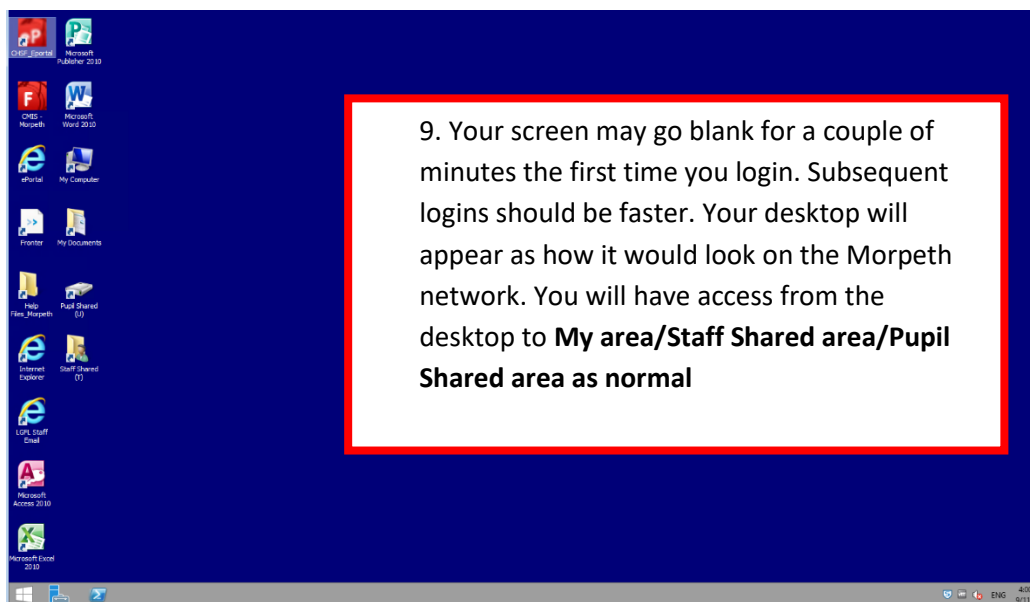 CHSF_Eportal
Microsoft
Publisher 2010
CMIS -
Morpeth
Microsoft
Word 2010
ePortal
My Computer
Fronter
My Documents
Help
Files_Morpeth
Pupil Shared
(U)
Internet
Explorer
Staff Shared
(T)
LGFL Staff
Email
Microsoft
Access 2010
Microsoft Excel
2010
9. Your screen may go blank for a couple of
minutes the first time you login. Subsequent
logins should be faster. Your desktop will
appear as how it would look on the Morpeth
network. You will have access from the
desktop to My area/Staff Shared area/Pupil
Shared area as normal
ENG